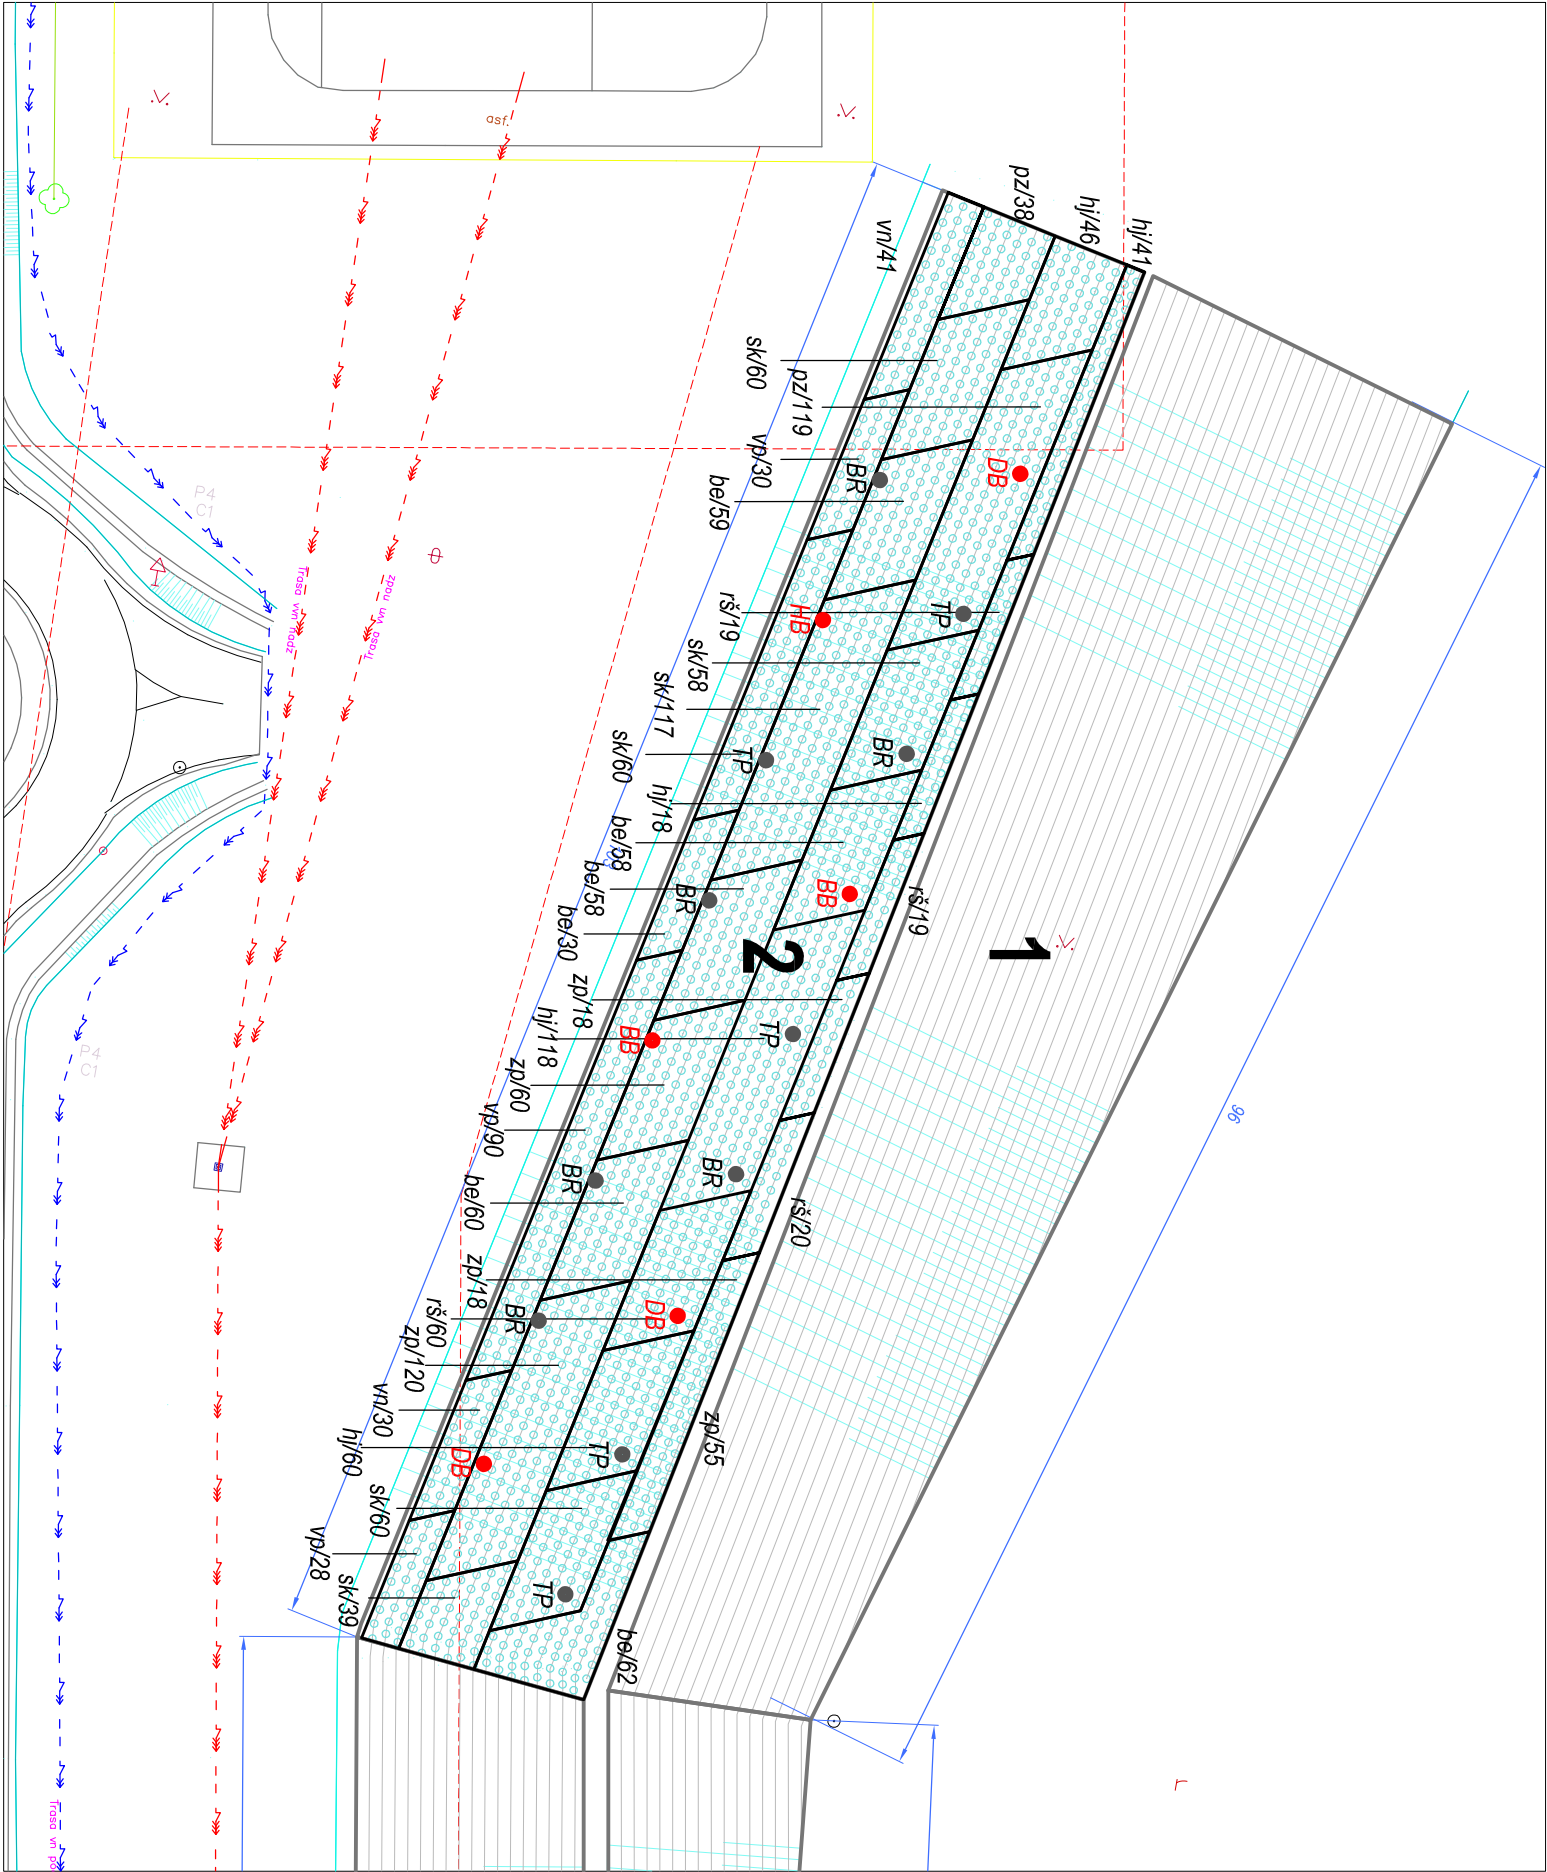 asf.
pz/38
hj/46
hj/41
vn/41
sk/60
pz/119
vp/30
BR
DB
be/59
P4
C1
rš/19
HB
TP
sk/58
Trasa vvn nadz
Trasa vvn nadz
sk/117
sk/60
TP
BR
hj/18
be/58
be/58
BR
BB
rš/19
be/30
2
1
zp/18
hj/118
BB
TP
P4
C1
zp/60
vp/90
96
be/60
BR
BR
rš/20
zp/18
rš/60
BR
DB
zp/120
vn/30
hj/60
DB
TP
zp/55
sk/60
vp/28
sk/39
TP
be/62
r
Trasa vn po